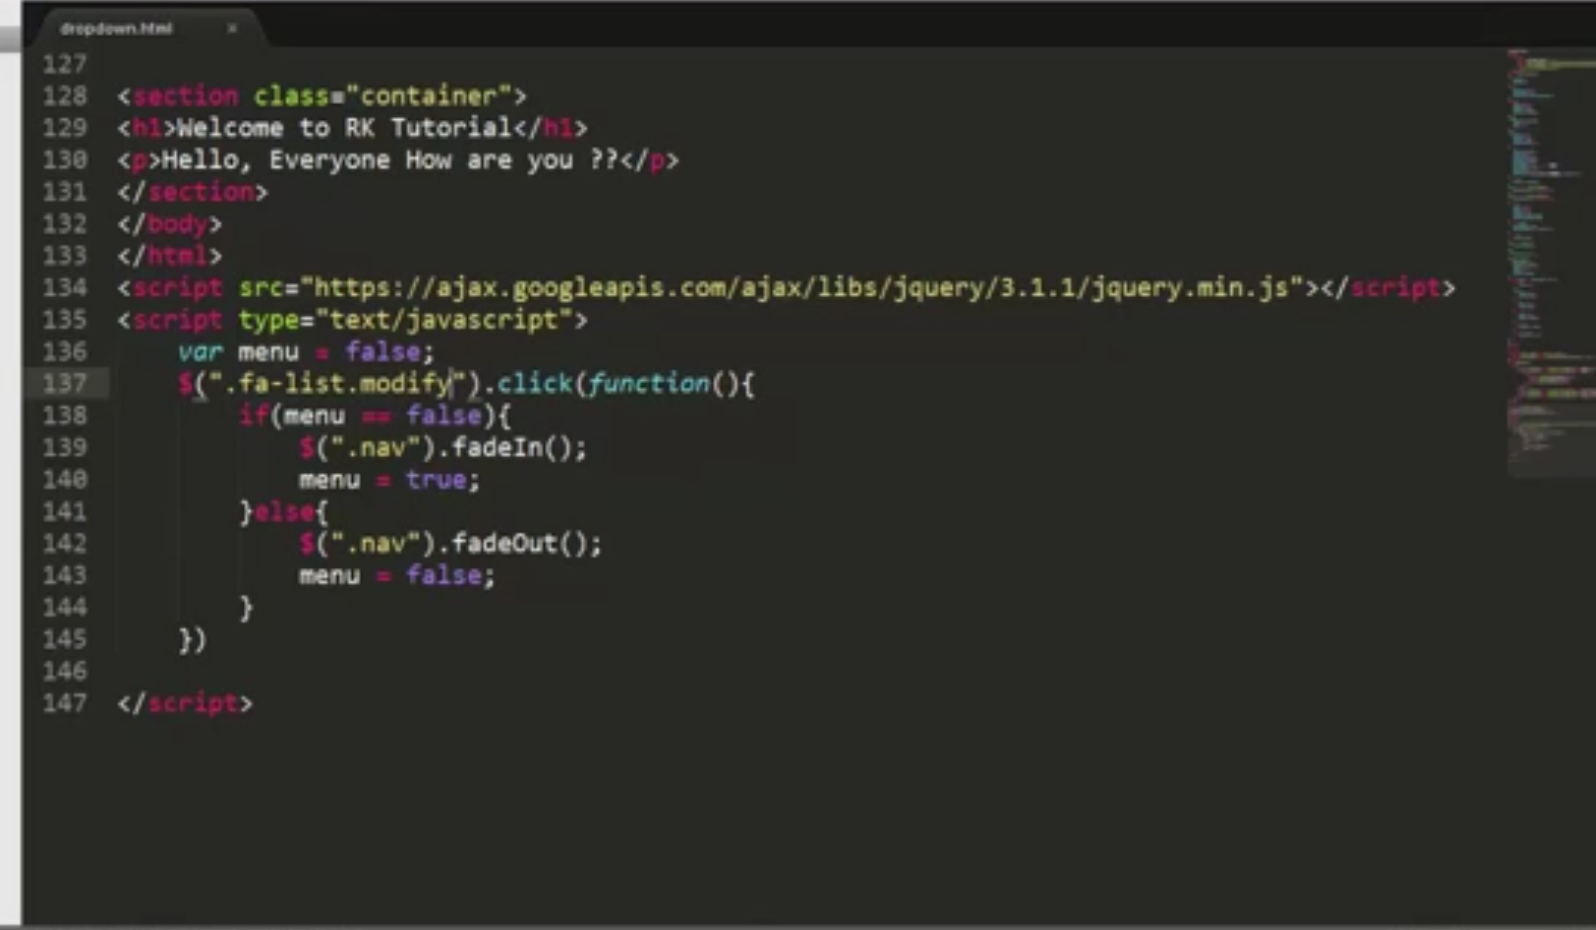 dropdown.html ×
127
128 <section class="container">
129 <h1>Welcome to RK Tutorial</h1>
130 <p>Hello, Everyone How are you ??</p>
131 </section>
132 </body>
133 </html>
134 <script src="https://ajax.googleapis.com/ajax/libs/jquery/3.1.1/jquery.min.js"></script>
135 <script type="text/javascript">
136 var menu = false;
137 $(".fa-list.modify").click(function(){
138 if(menu == false){
139 $(".nav").fadeIn();
140 menu = true;
141 }else{
142 $(".nav").fadeOut();
143 menu = false;
144 }
145 })
146
147 </script>